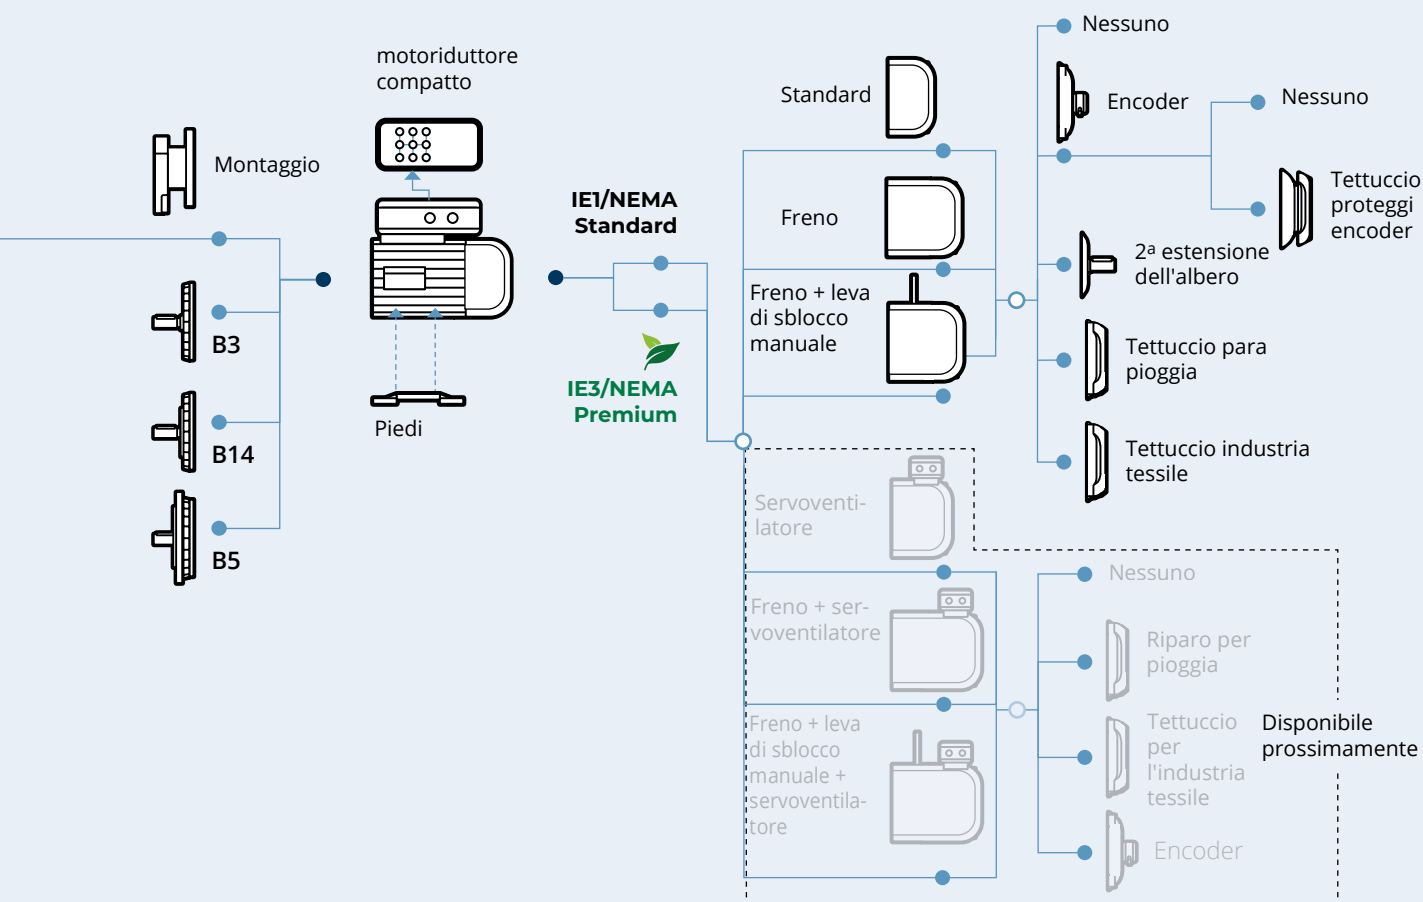 motoriduttore
compatto
Montaggio
B3
B14
B5
Piedi
IE1/NEMA
Standard
IE3/NEMA
Premium
Standard
Freno
Freno + leva
di sblocco
manuale
Nessuno
Encoder
Nessuno
Tettuccio
proteggi
encoder
2ª estensione
dell'albero
Tettuccio para
pioggia
Tettuccio industria
tessile
Servoventi-
latore
Freno + ser-
voventilatore
Freno + leva
di sblocco
manuale +
servoventila-
tore
Nessuno
Riparo per
pioggia
Tettuccio
per
l'industria
tessile
Encoder
Disponibile
prossimamente